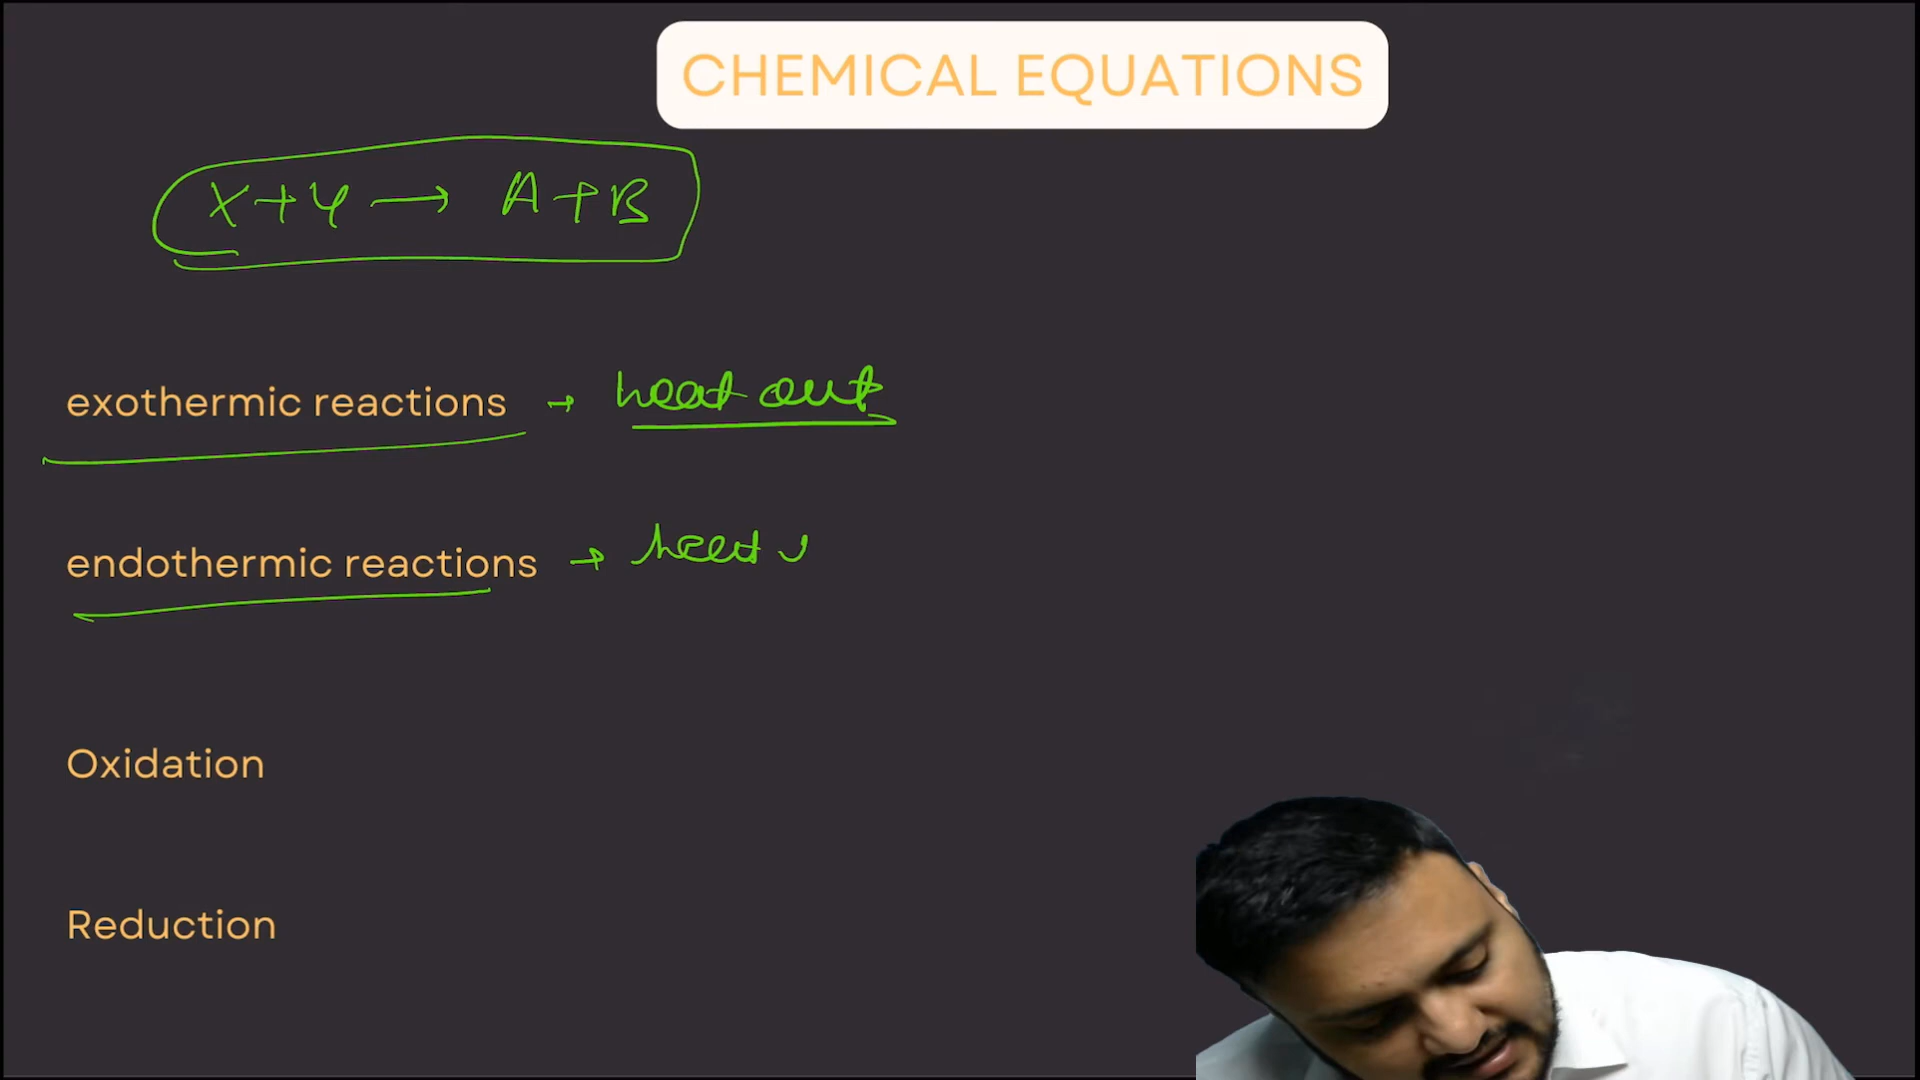 CHEMICAL EQUATIONS
X+Y → A+B
exothermic reactions → heat out
endothermic reactions → heat
Oxidation
Reduction